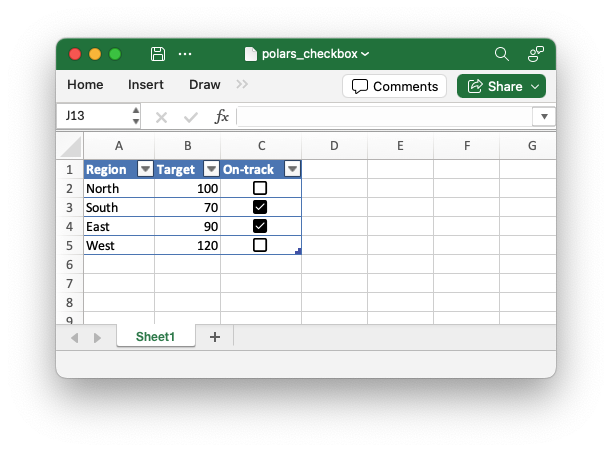 polars_checkbox
Home Insert Draw Comments Share
J13 fx
A B C D E F G
1 Region Target On-track
2 North 100
3 South 70
4 East 90
5 West 120
6
7
8
9
Sheet1